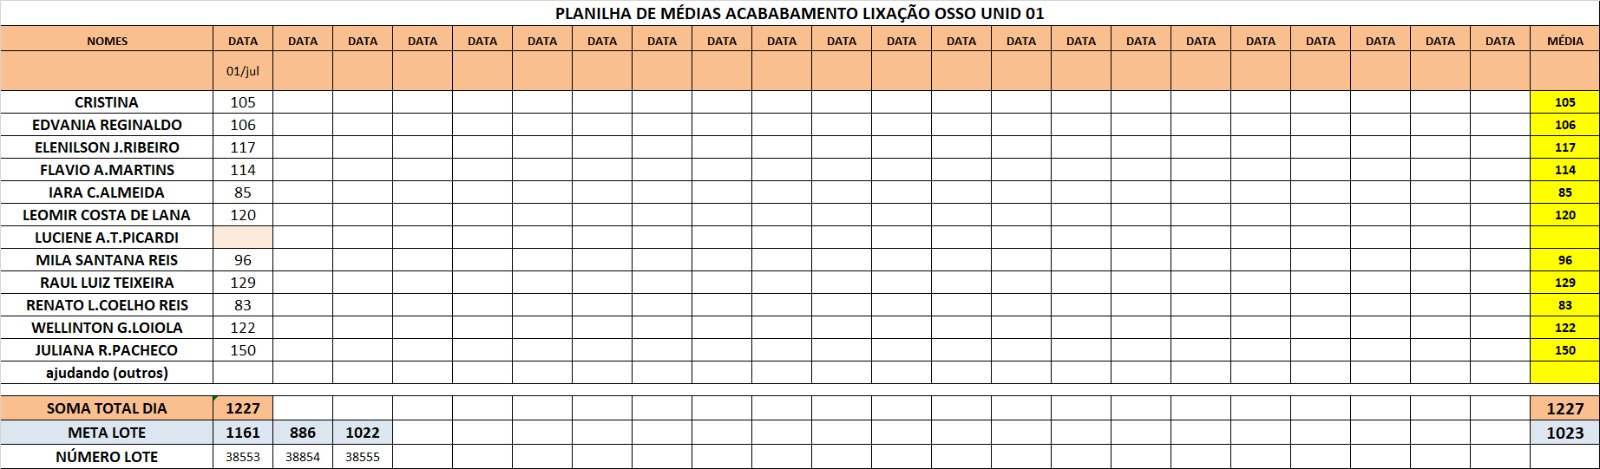 PLANILHA DE MÉDIAS ACABABAMENTO LIXAÇÃO OSSO UNID 01
NOMES DATA DATA DATA DATA DATA DATA DATA DATA DATA DATA DATA DATA DATA DATA DATA DATA DATA DATA DATA DATA DATA DATA MÉDIA
01/jul
CRISTINA 105 105
EDVANIA REGINALDO 106 106
ELENILSON J.RIBEIRO 117 117
FLAVIO A.MARTINS 114 114
IARA C.ALMEIDA 85 85
LEOMIR COSTA DE LANA 120 120
LUCIENE A.T.PICARDI
MILA SANTANA REIS 96 96
RAUL LUIZ TEIXEIRA 129 129
RENATO L.COELHO REIS 83 83
WELLINTON G.LOIOLA 122 122
JULIANA R.PACHECO 150 150
ajudando (outros)
SOMA TOTAL DIA 1227 1227
META LOTE 1161 886 1022 1023
NÚMERO LOTE 38553 38854 38555